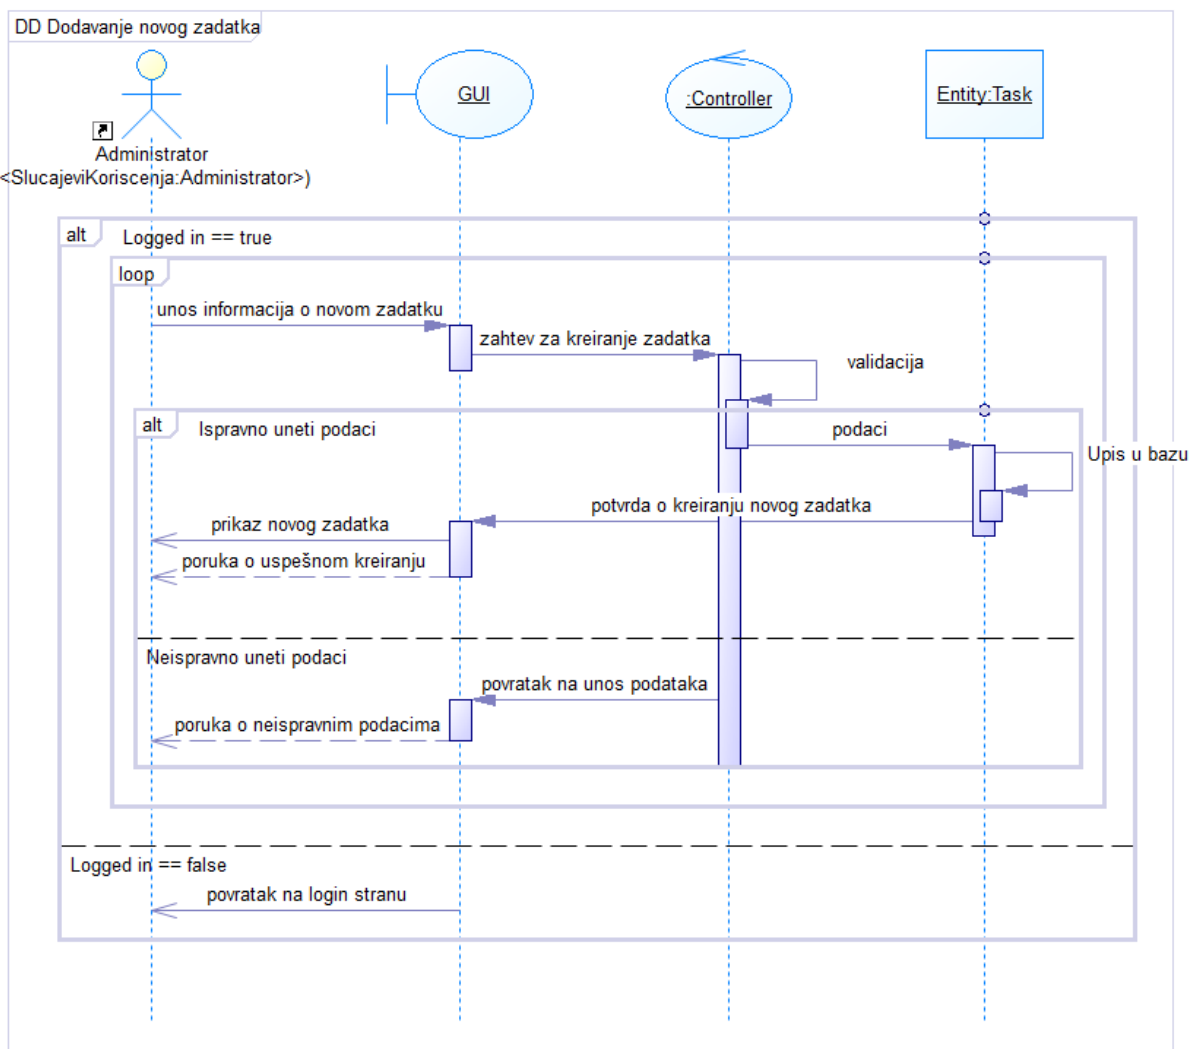 DD Dodavanje novog zadatka
GUI
:Controller
Entity:Task
Administrator
<SlucajeviKoriscenja:Administrator>)
alt
Logged in == true
loop
unos informacija o novom zadatku
zahtev za kreiranje zadatka
validacija
alt
Ispravno uneti podaci
podaci
Upis u bazu
potvrda o kreiranju novog zadatka
prikaz novog zadatka
poruka o uspešnom kreiranju
Neispravno uneti podaci
povratak na unos podataka
poruka o neispravnim podacima
Logged in == false
povratak na login stranu